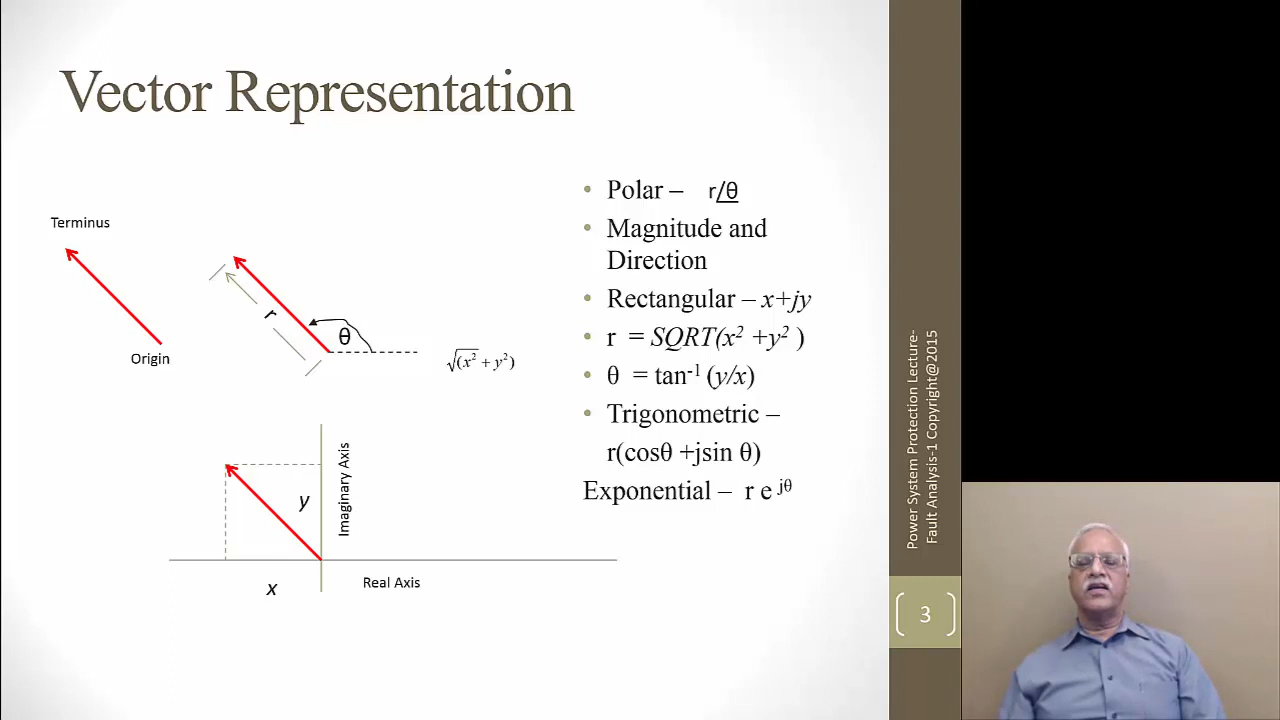 Vector Representation
Terminus
Origin
r
θ
√(x² + y²)
Imaginary Axis
y
x
Real Axis
• Polar – r/θ
• Magnitude and
Direction
• Rectangular – x+jy
• r = SQRT(x² +y² )
• θ = tan⁻¹ (y/x)
• Trigonometric –
r(cosθ +jsin θ)
Exponential – r e ʲᶿ
Power System Protection Lecture-
Fault Analysis-1 Copyright@2015
3